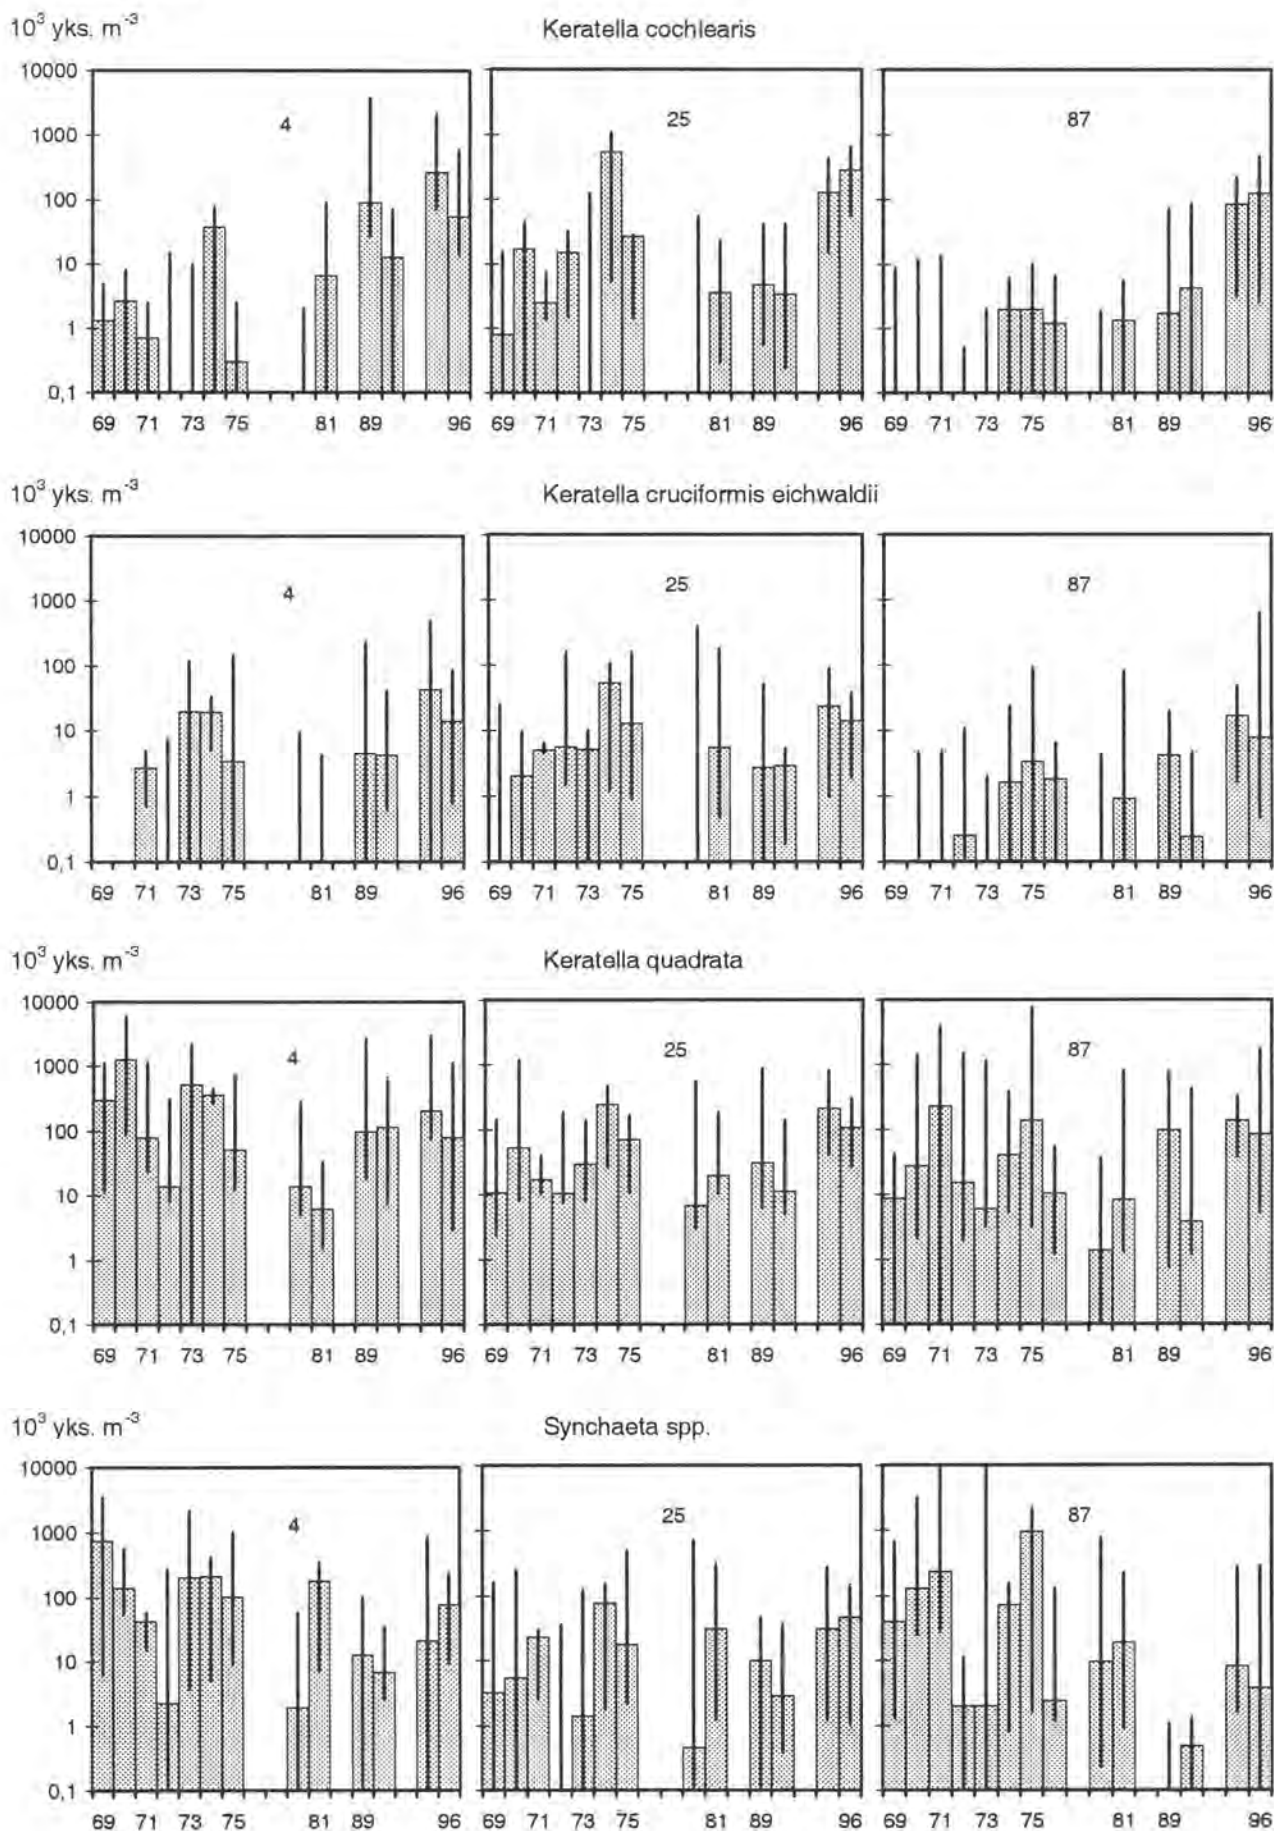 10³ yks. m⁻³ Keratella cochlearis
4 25 87
10000
1000
100
10
1
0,1
69 71 73 75 81 89 96 69 71 73 75 81 89 96 69 71 73 75 81 89 96
10³ yks. m⁻³ Keratella cruciformis eichwaldii
4 25 87
10000
1000
100
10
1
0,1
69 71 73 75 81 89 96 69 71 73 75 81 89 96 69 71 73 75 81 89 96
10³ yks. m⁻³ Keratella quadrata
4 25 87
10000
1000
100
10
1
0,1
69 71 73 75 81 89 96 69 71 73 75 81 89 96 69 71 73 75 81 89 96
10³ yks. m⁻³ Synchaeta spp.
4 25 87
10000
1000
100
10
1
0,1
69 71 73 75 81 89 96 69 71 73 75 81 89 96 69 71 73 75 81 89 96